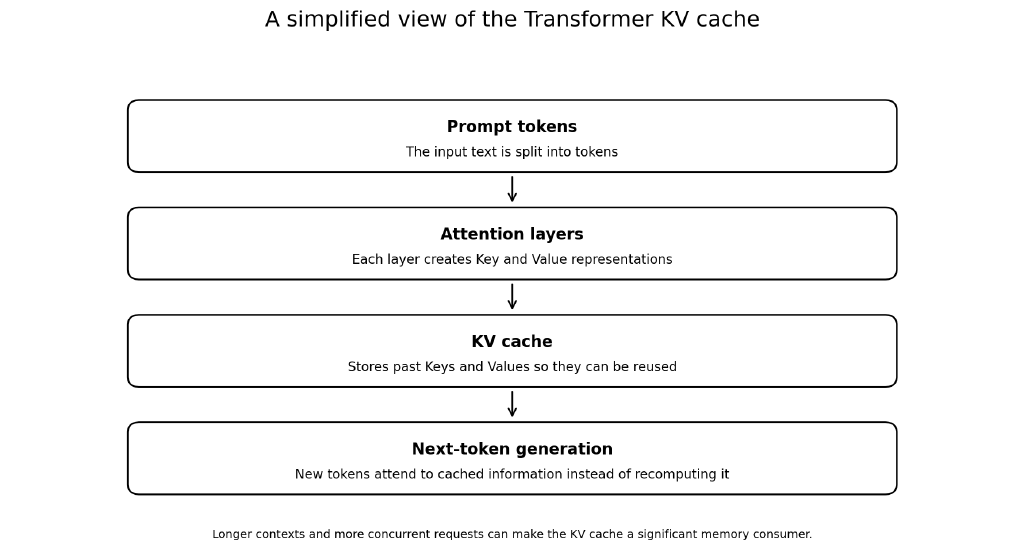 A simplified view of the Transformer KV cache
Prompt tokens
The input text is split into tokens
Attention layers
Each layer creates Key and Value representations
KV cache
Stores past Keys and Values so they can be reused
Next-token generation
New tokens attend to cached information instead of recomputing it
Longer contexts and more concurrent requests can make the KV cache a significant memory consumer.